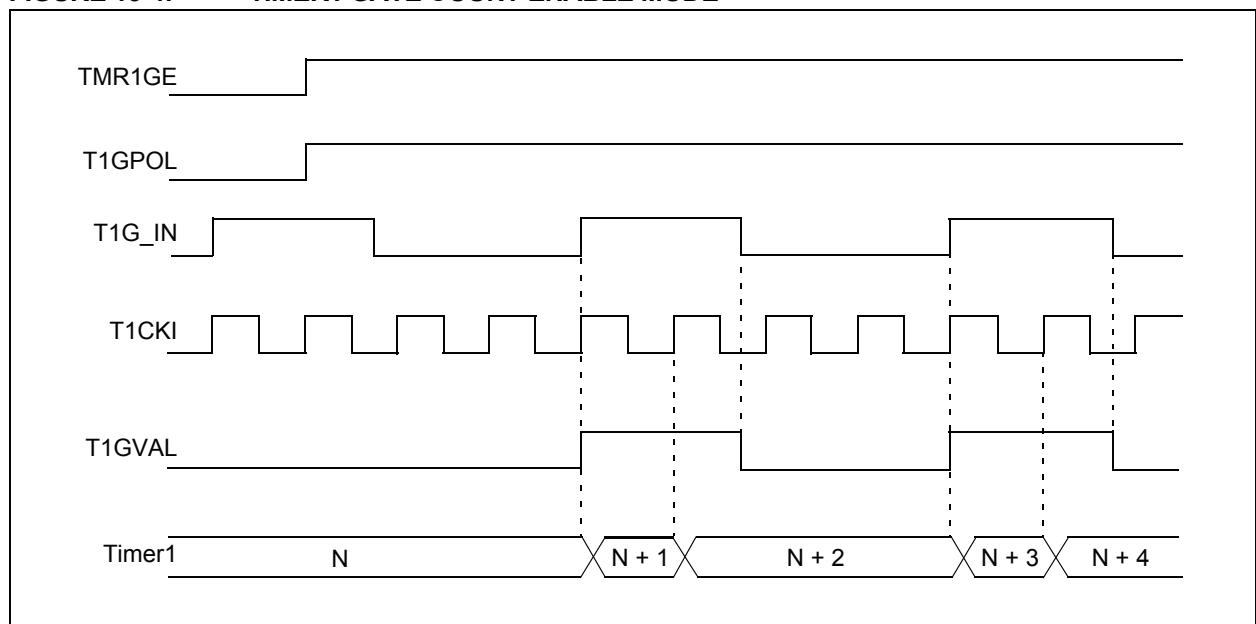 TMR1GE
T1GPOL
T1G_IN
T1CKI
T1GVAL
Timer1 N N + 1 N + 2 N + 3 N + 4